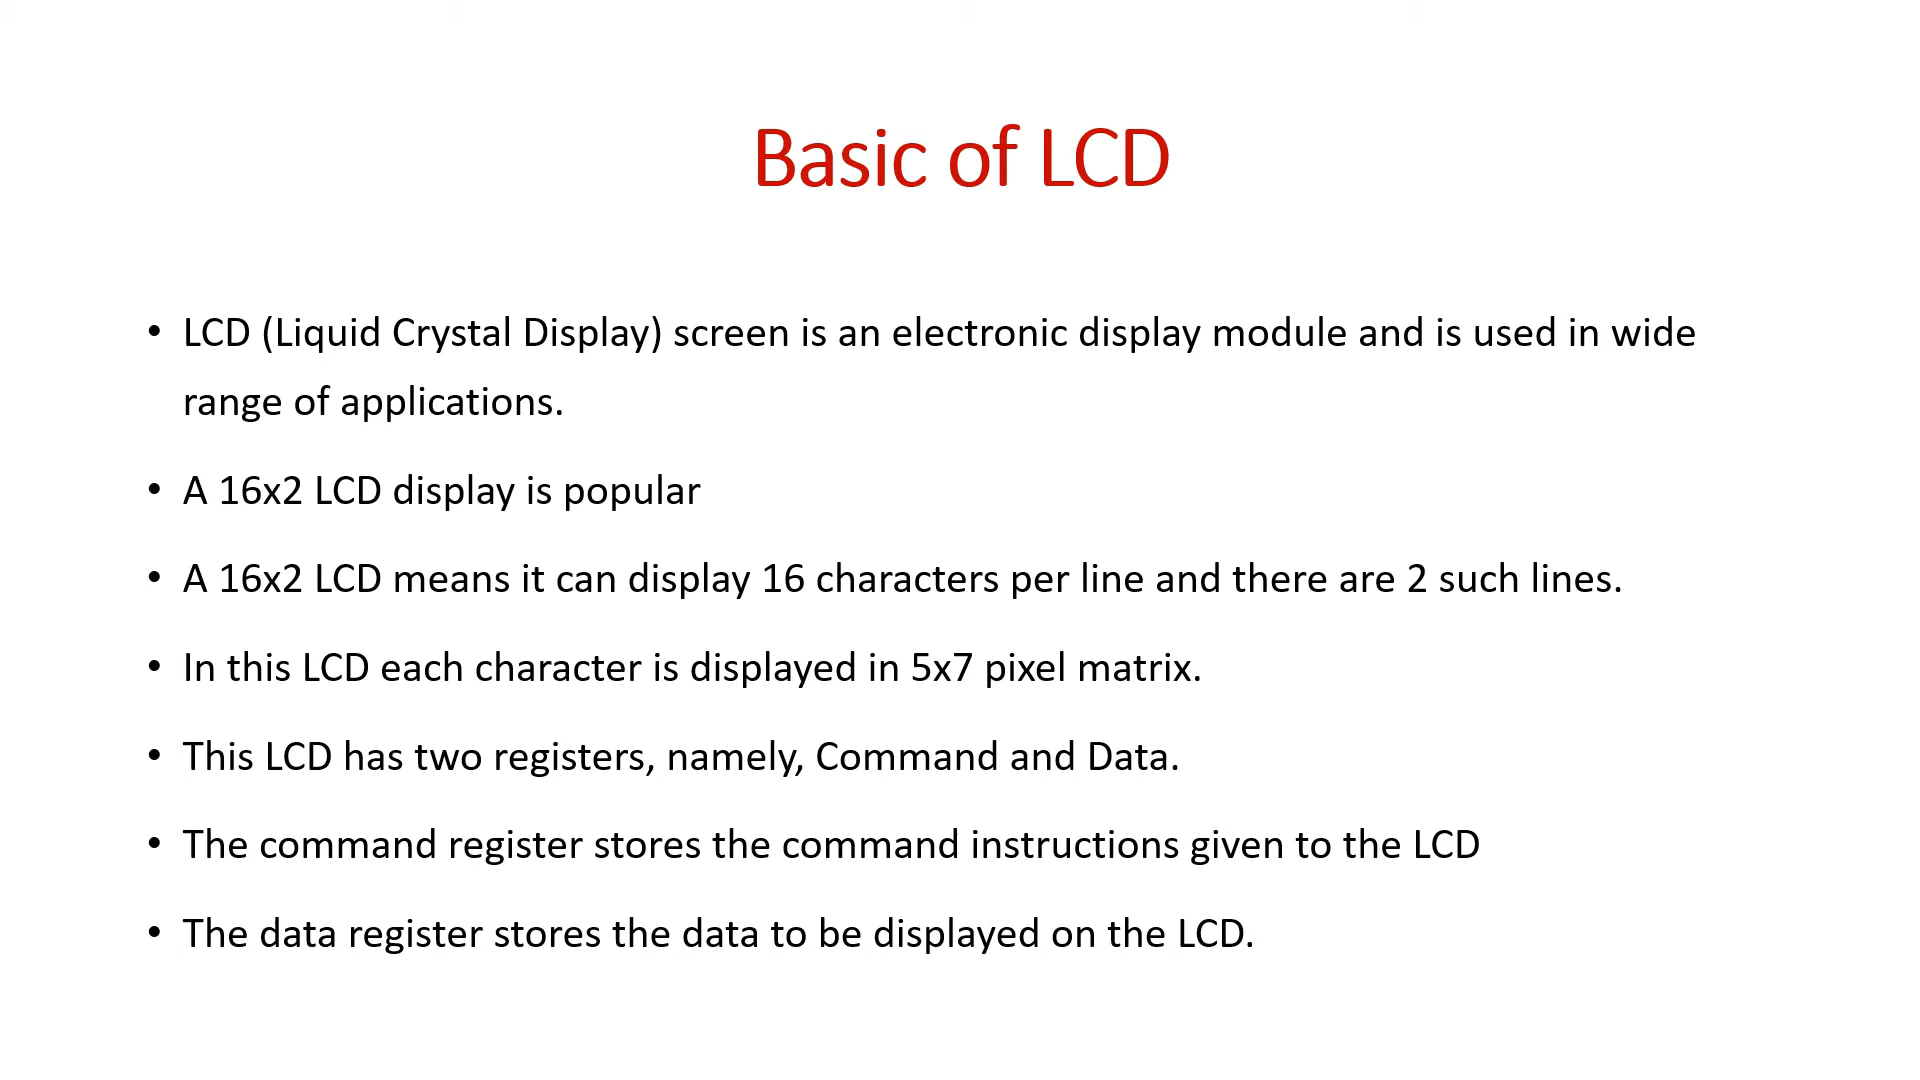 Basic of LCD
• LCD (Liquid Crystal Display) screen is an electronic display module and is used in wide
range of applications.
• A 16x2 LCD display is popular
• A 16x2 LCD means it can display 16 characters per line and there are 2 such lines.
• In this LCD each character is displayed in 5x7 pixel matrix.
• This LCD has two registers, namely, Command and Data.
• The command register stores the command instructions given to the LCD
• The data register stores the data to be displayed on the LCD.